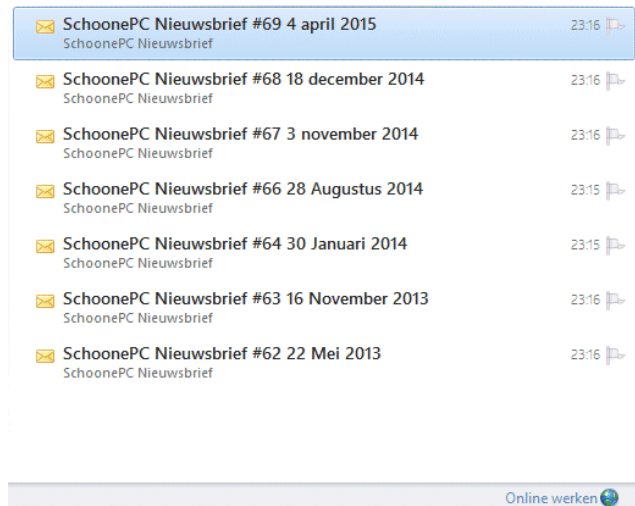 SchoonePC Nieuwsbrief #69 4 april 2015 23:16
SchoonePC Nieuwsbrief
SchoonePC Nieuwsbrief #68 18 december 2014 23:16
SchoonePC Nieuwsbrief
SchoonePC Nieuwsbrief #67 3 november 2014 23:16
SchoonePC Nieuwsbrief
SchoonePC Nieuwsbrief #66 28 Augustus 2014 23:15
SchoonePC Nieuwsbrief
SchoonePC Nieuwsbrief #64 30 Januari 2014 23:15
SchoonePC Nieuwsbrief
SchoonePC Nieuwsbrief #63 16 November 2013 23:16
SchoonePC Nieuwsbrief
SchoonePC Nieuwsbrief #62 22 Mei 2013 23:16
SchoonePC Nieuwsbrief
Online werken